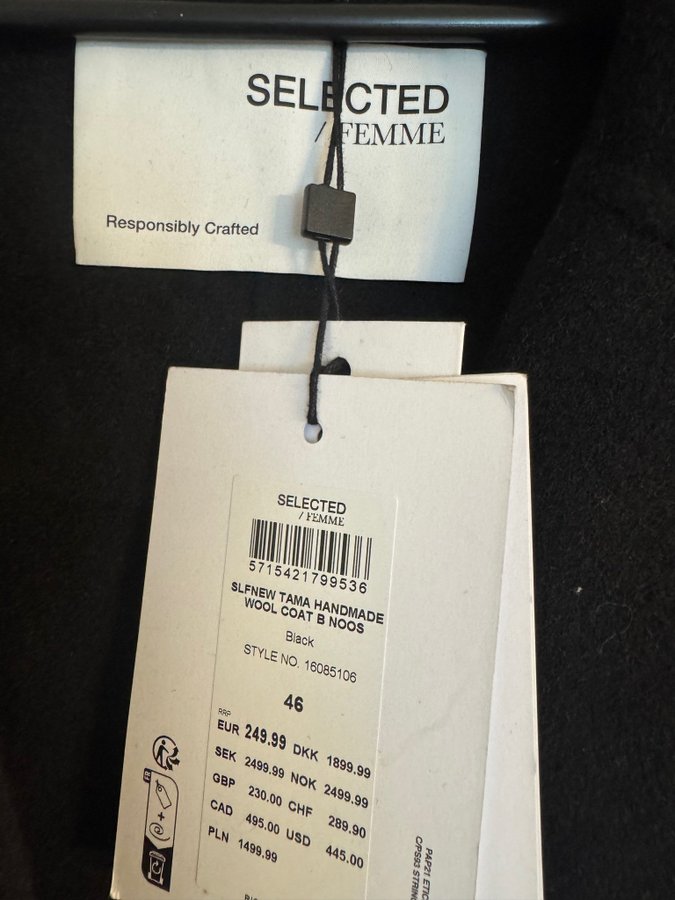 SELECTED
/ FEMME
Responsibly Crafted
SELECTED
/ FEMME
5715421799536
SLFNEW TAMA HANDMADE
WOOL COAT B NOOS
Black
STYLE NO. 16085106
46
RRP
EUR 249.99 DKK 1899.99
SEK 2499.99 NOK 2499.99
GBP 230.00 CHF 289.90
CAD 495.00 USD 445.00
PLN 1499.99
FR
+
PAP21 ETIC
CPS93 STRIN